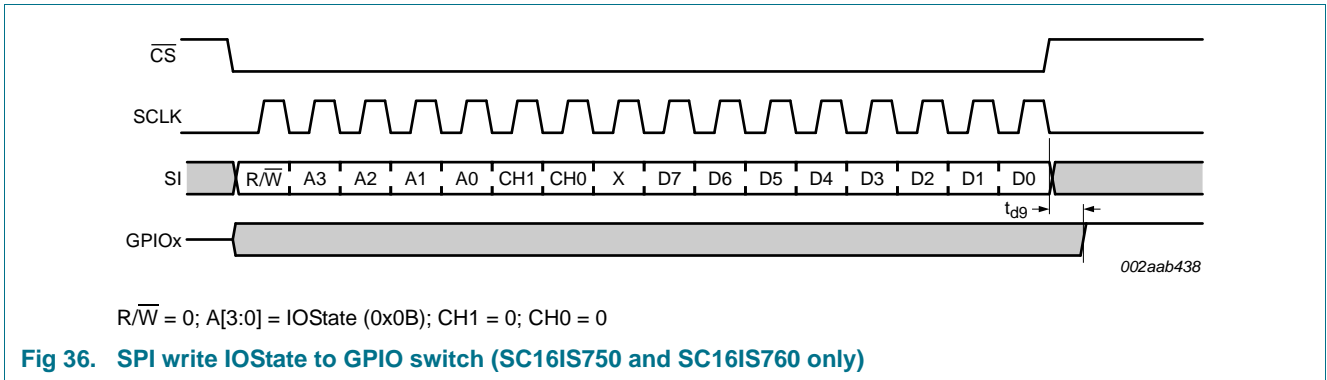 C̅S̅
SCLK
SI R/W̅ A3 A2 A1 A0 CH1 CH0 X D7 D6 D5 D4 D3 D2 D1 D0
td9
GPIOx
002aab438
R/W̅ = 0; A[3:0] = IOState (0x0B); CH1 = 0; CH0 = 0
Fig 36. SPI write IOState to GPIO switch (SC16IS750 and SC16IS760 only)